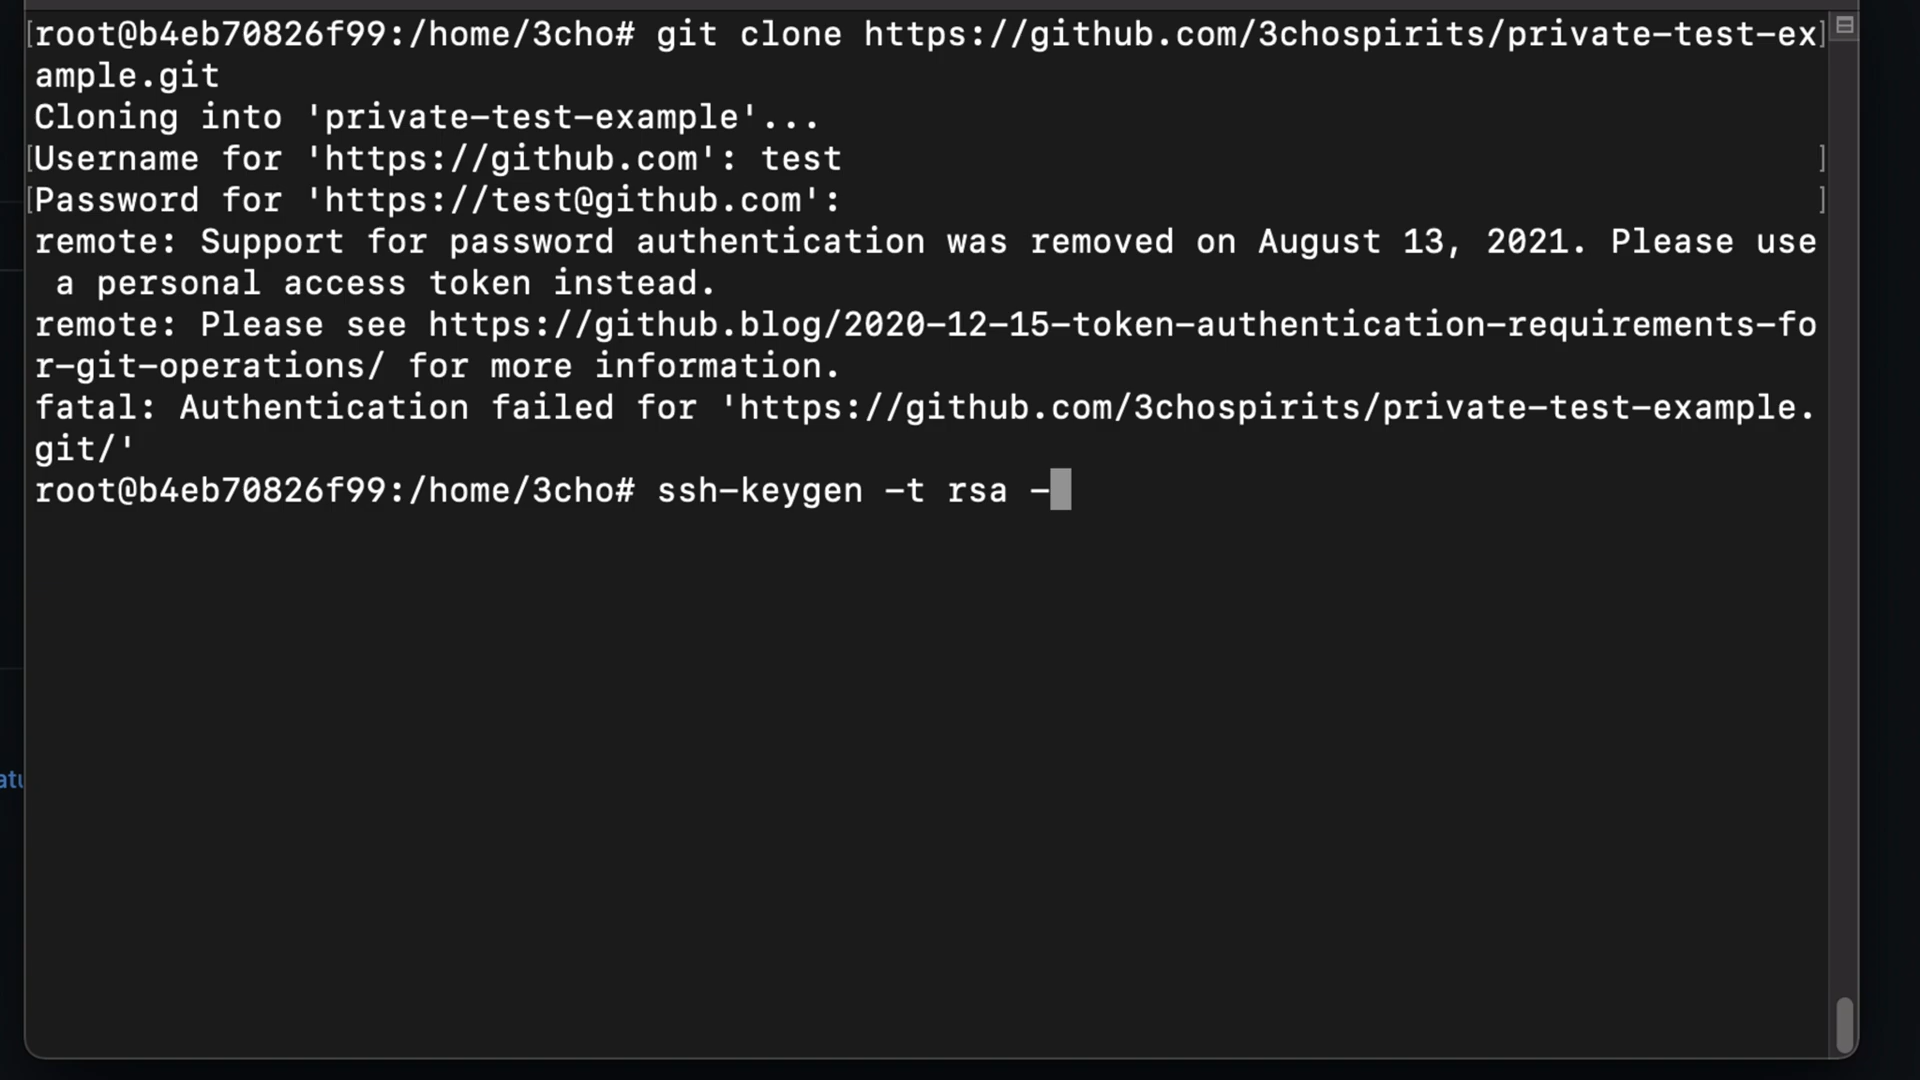 [root@b4eb70826f99:/home/3cho# git clone https://github.com/3chospirits/private-test-ex]
ample.git
Cloning into 'private-test-example'...
[Username for 'https://github.com': test]
[Password for 'https://test@github.com':]
remote: Support for password authentication was removed on August 13, 2021. Please use
 a personal access token instead.
remote: Please see https://github.blog/2020-12-15-token-authentication-requirements-fo
r-git-operations/ for more information.
fatal: Authentication failed for 'https://github.com/3chospirits/private-test-example.
git/'
root@b4eb70826f99:/home/3cho# ssh-keygen -t rsa -
atu